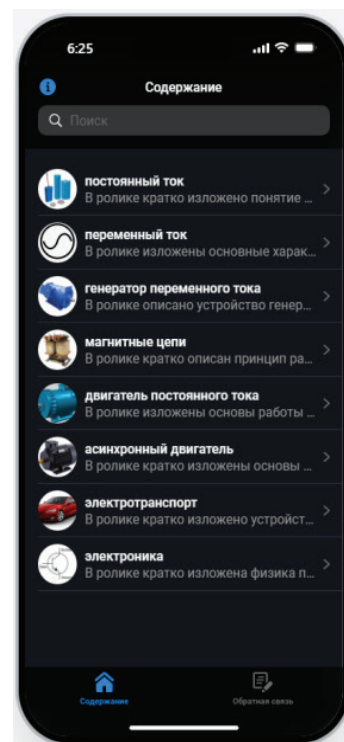 6:25
Содержание
Поиск
постоянный ток
В ролике кратко изложено понятие ...
переменный ток
В ролике изложены основные харак...
генератор переменного тока
В ролике описано устройство генер...
магнитные цепи
В ролике кратко описан принцип ра...
двигатель постоянного тока
В ролике изложены основы работы ...
асинхронный двигатель
В ролике кратко изложены основы ...
электротранспорт
В ролике кратко изложено устройст...
электроника
В ролике кратко изложена физика п...
Содержание
Обратная связь